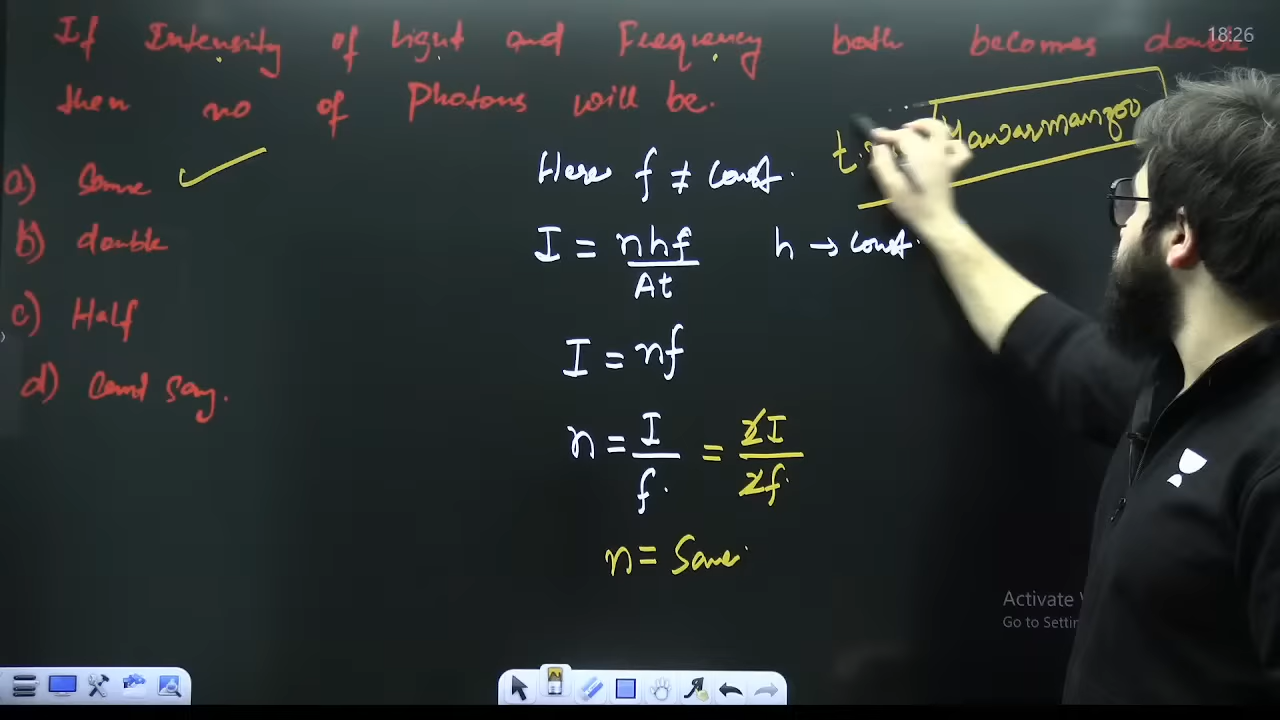 18:26
If Intensity of Light and Frequency both becomes double
then no of Photons will be.
a) Same ✓
b) double
c) Half
d) Cant Say.
Here f ≠ Const.
I = nhf / At h → Const.
I = nf
n = I / f. = 2I / 2f.
n = Same
Activate
Go to Settin